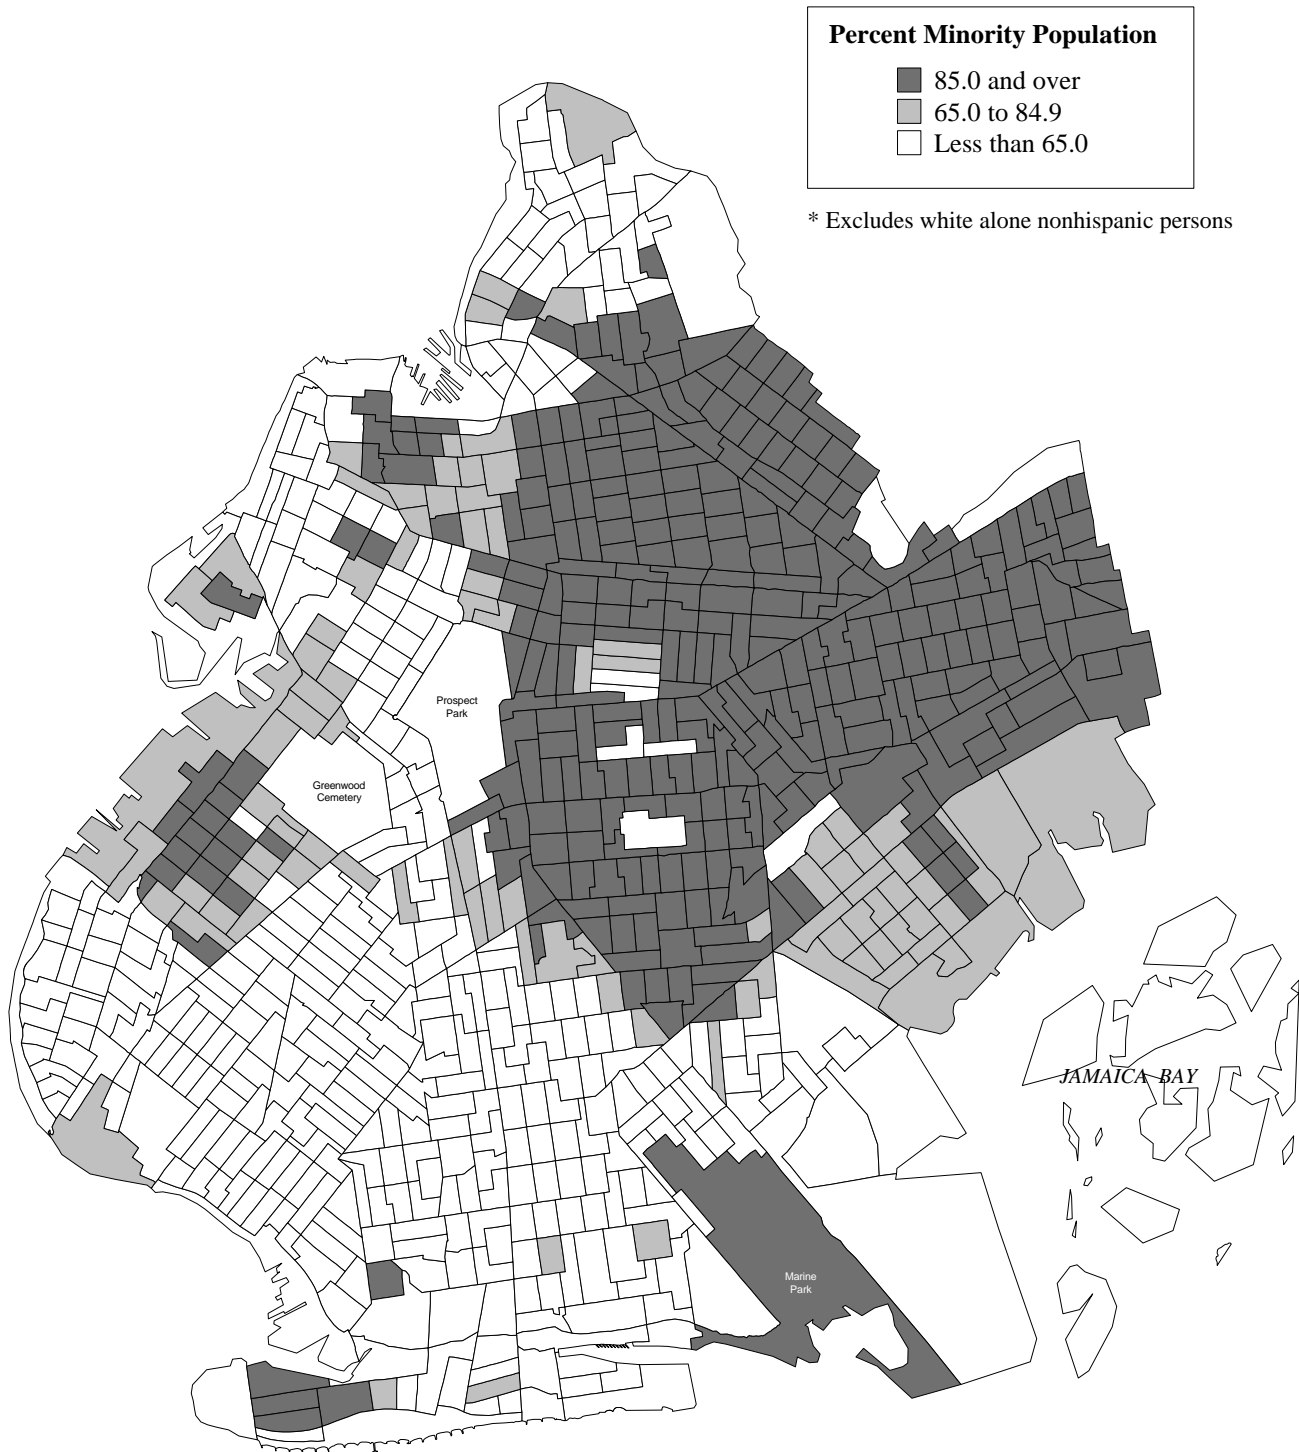 Percent Minority Population
85.0 and over
65.0 to 84.9
Less than 65.0
* Excludes white alone nonhispanic persons
Prospect
Park
Greenwood
Cemetery
JAMAICA BAY
Marine
Park